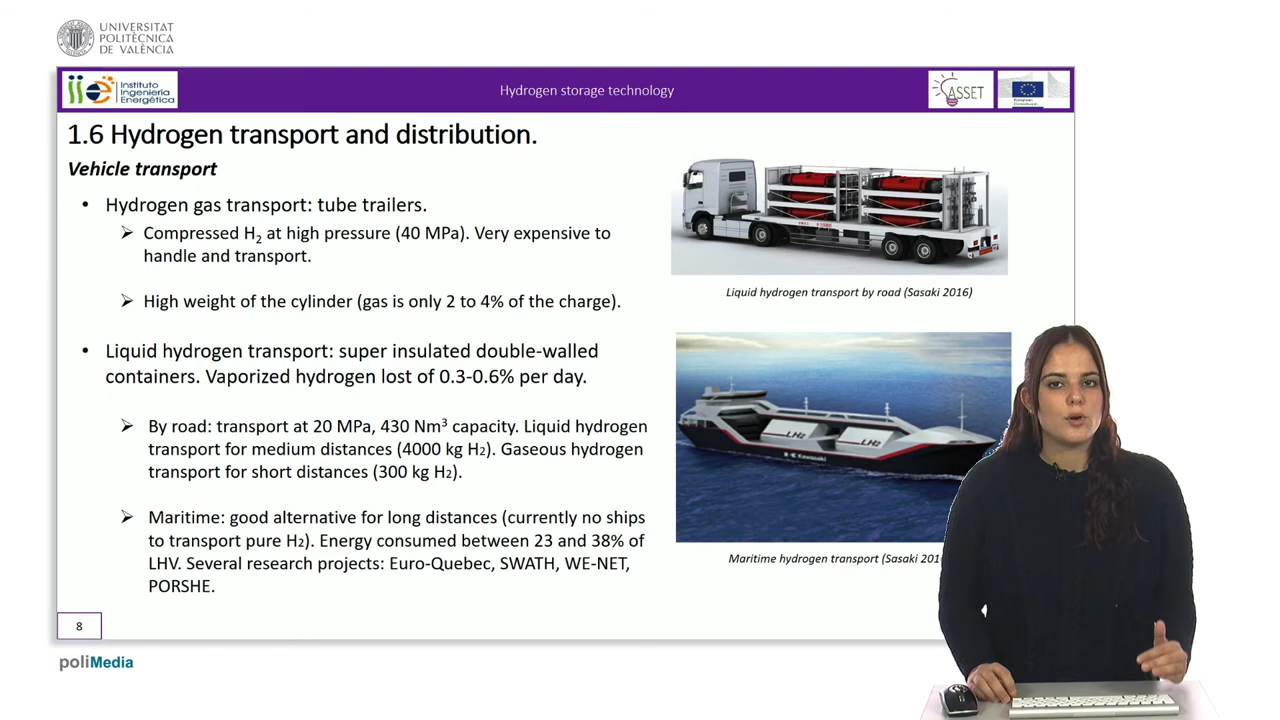 UNIVERSITAT
POLITÈCNICA
DE VALÈNCIA
iie Instituto
Ingeniería
Energética
Hydrogen storage technology
ASSET
European
Commission
1.6 Hydrogen transport and distribution.
Vehicle transport
• Hydrogen gas transport: tube trailers.
➢ Compressed H2 at high pressure (40 MPa). Very expensive to
handle and transport.
➢ High weight of the cylinder (gas is only 2 to 4% of the charge).
• Liquid hydrogen transport: super insulated double-walled
containers. Vaporized hydrogen lost of 0.3-0.6% per day.
➢ By road: transport at 20 MPa, 430 Nm3 capacity. Liquid hydrogen
transport for medium distances (4000 kg H2). Gaseous hydrogen
transport for short distances (300 kg H2).
➢ Maritime: good alternative for long distances (currently no ships
to transport pure H2). Energy consumed between 23 and 38% of
LHV. Several research projects: Euro-Quebec, SWATH, WE-NET,
PORSHE.
Liquid hydrogen transport by road (Sasaki 2016)
LH2 LH2
Kawasaki
Maritime hydrogen transport (Sasaki 201
8
poliMedia